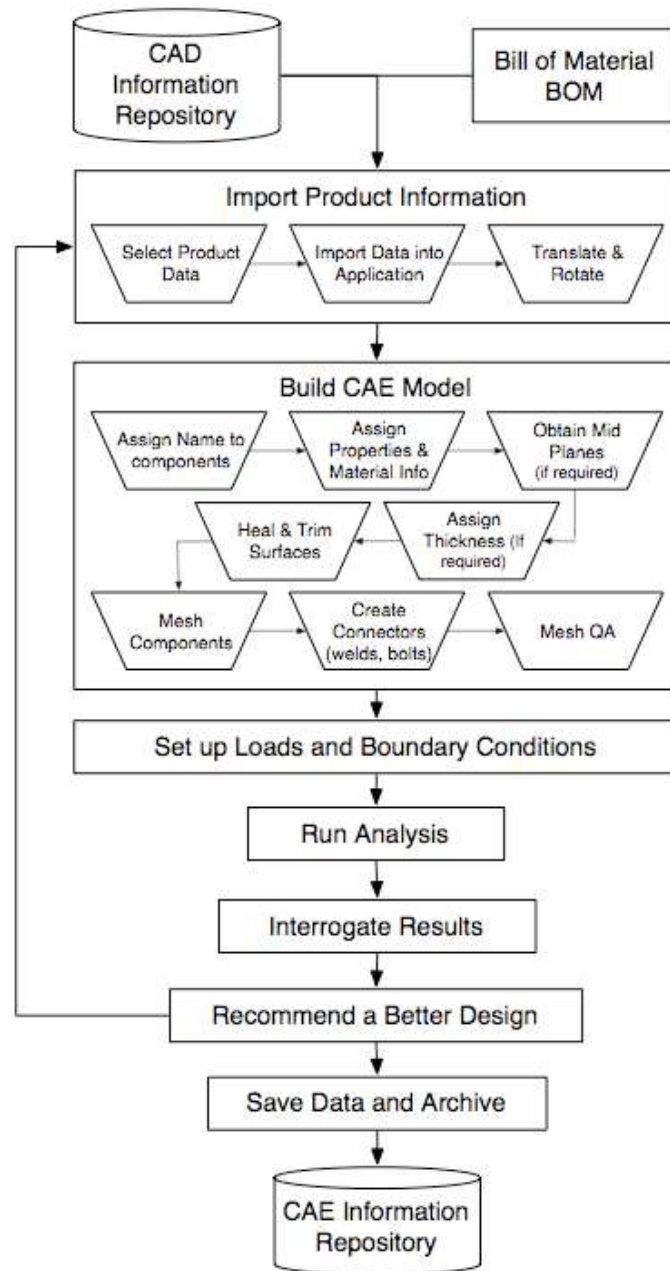 CAD
Information
Repository
Bill of Material
BOM
Import Product Information
Select Product
Data
Import Data into
Application
Translate &
Rotate
Build CAE Model
Assign Name to
components
Assign
Properties &
Material Info
Obtain Mid
Planes
(if required)
Heal & Trim
Surfaces
Assign
Thickness (If
required)
Mesh
Components
Create
Connectors
(welds, bolts)
Mesh QA
Set up Loads and Boundary Conditions
Run Analysis
Interrogate Results
Recommend a Better Design
Save Data and Archive
CAE Information
Repository